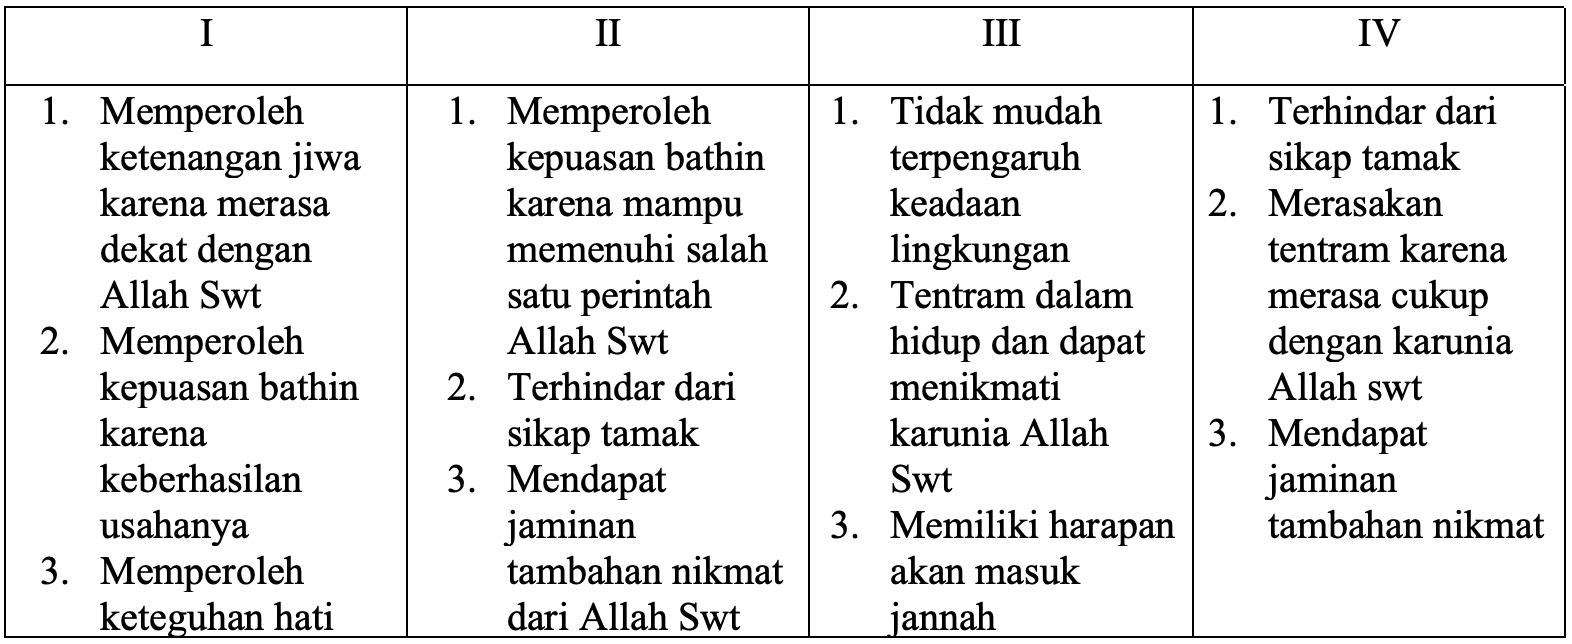 I
II
III
IV
1. Memperoleh
ketenangan jiwa
karena merasa
dekat dengan
Allah Swt
2. Memperoleh
kepuasan bathin
karena
keberhasilan
usahanya
3. Memperoleh
keteguhan hati
1. Memperoleh
kepuasan bathin
karena mampu
memenuhi salah
satu perintah
Allah Swt
2. Terhindar dari
sikap tamak
3. Mendapat
jaminan
tambahan nikmat
dari Allah Swt
1. Tidak mudah
terpengaruh
keadaan
lingkungan
2. Tentram dalam
hidup dan dapat
menikmati
karunia Allah
Swt
3. Memiliki harapan
akan masuk
jannah
1. Terhindar dari
sikap tamak
2. Merasakan
tentram karena
merasa cukup
dengan karunia
Allah swt
3. Mendapat
jaminan
tambahan nikmat